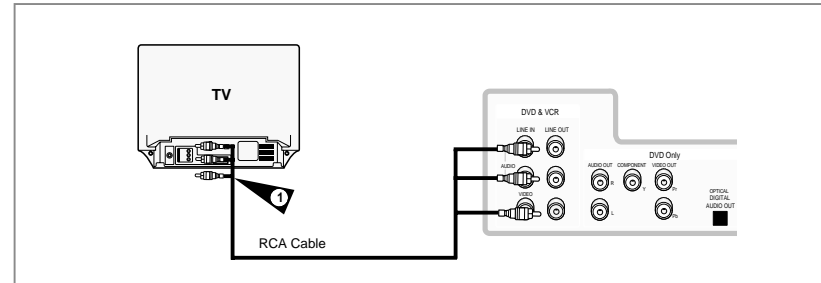 TV
DVD & VCR
LINE IN LINE OUT
DVD Only
AUDIO OUT COMPONENT VIDEO OUT
AUDIO
R Y Pr
VIDEO
L Pb
OPTICAL
DIGITAL
AUDIO OUT
1
RCA Cable